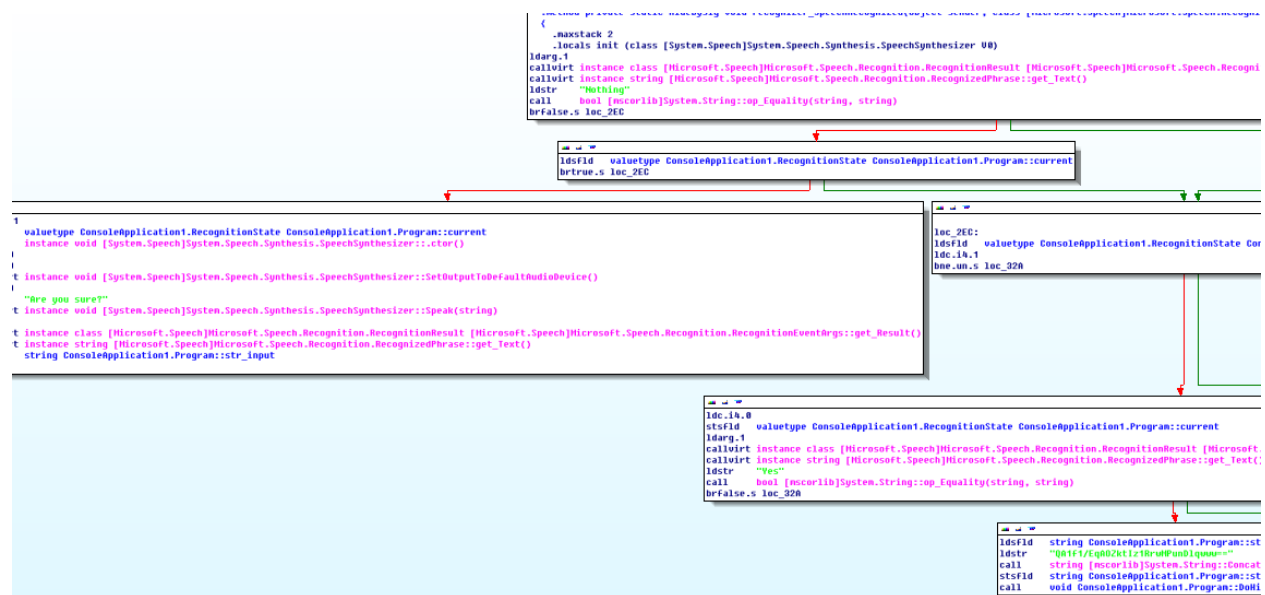 .method private static hidebysig void recognizer_SpeechRecognized(object sender, class [Microsoft.Speech]Microsoft.Speech.Recogni
{
.maxstack 2
.locals init (class [System.Speech]System.Speech.Synthesis.SpeechSynthesizer V0)
ldarg.1
callvirt instance class [Microsoft.Speech]Microsoft.Speech.Recognition.RecognitionResult [Microsoft.Speech]Microsoft.Speech.Recogni
callvirt instance string [Microsoft.Speech]Microsoft.Speech.Recognition.RecognizedPhrase::get_Text()
ldstr "Nothing"
call bool [mscorlib]System.String::op_Equality(string, string)
brfalse.s loc_2EC
ldsfld valuetype ConsoleApplication1.RecognitionState ConsoleApplication1.Program::current
brtrue.s loc_2EC
1
valuetype ConsoleApplication1.RecognitionState ConsoleApplication1.Program::current
instance void [System.Speech]System.Speech.Synthesis.SpeechSynthesizer::.ctor()
t instance void [System.Speech]System.Speech.Synthesis.SpeechSynthesizer::SetOutputToDefaultAudioDevice()
"Are you sure?"
t instance void [System.Speech]System.Speech.Synthesis.SpeechSynthesizer::Speak(string)
t instance class [Microsoft.Speech]Microsoft.Speech.Recognition.RecognitionResult [Microsoft.Speech]Microsoft.Speech.Recognition.RecognitionEventArgs::get_Result()
t instance string [Microsoft.Speech]Microsoft.Speech.Recognition.RecognizedPhrase::get_Text()
string ConsoleApplication1.Program::str_input
loc_2EC:
ldsfld valuetype ConsoleApplication1.RecognitionState Con
ldc.i4.1
bne.un.s loc_32A
ldc.i4.0
stsfld valuetype ConsoleApplication1.RecognitionState ConsoleApplication1.Program::current
ldarg.1
callvirt instance class [Microsoft.Speech]Microsoft.Speech.Recognition.RecognitionResult [Microsoft.
callvirt instance string [Microsoft.Speech]Microsoft.Speech.Recognition.RecognizedPhrase::get_Text()
ldstr "Yes"
call bool [mscorlib]System.String::op_Equality(string, string)
brfalse.s loc_32A
ldsfld string ConsoleApplication1.Program::st
ldstr
call string [mscorlib]System.String::Concat
stsfld string ConsoleApplication1.Program::st
call void ConsoleApplication1.Program::DoHi